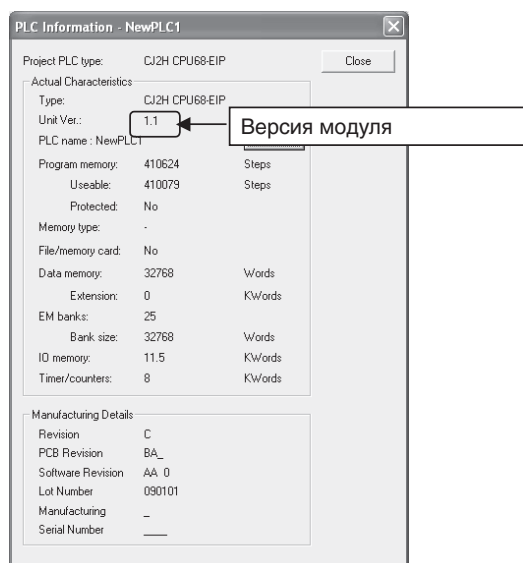 PLC Information - NewPLC1
Project PLC type: CJ2H CPU68-EIP Close
Actual Characteristics
Type: CJ2H CPU68-EIP
Unit Ver.: 1.1
Версия модуля
PLC name : NewPLC1
Program memory: 410624 Steps
Useable: 410079 Steps
Protected: No
Memory type: -
File/memory card: No
Data memory: 32768 Words
Extension: 0 KWords
EM banks: 25
Bank size: 32768 Words
IO memory: 11.5 KWords
Timer/counters: 8 KWords
Manufacturing Details
Revision C
PCB Revision BA_
Software Revision AA 0
Lot Number 090101
Manufacturing _
Serial Number ____